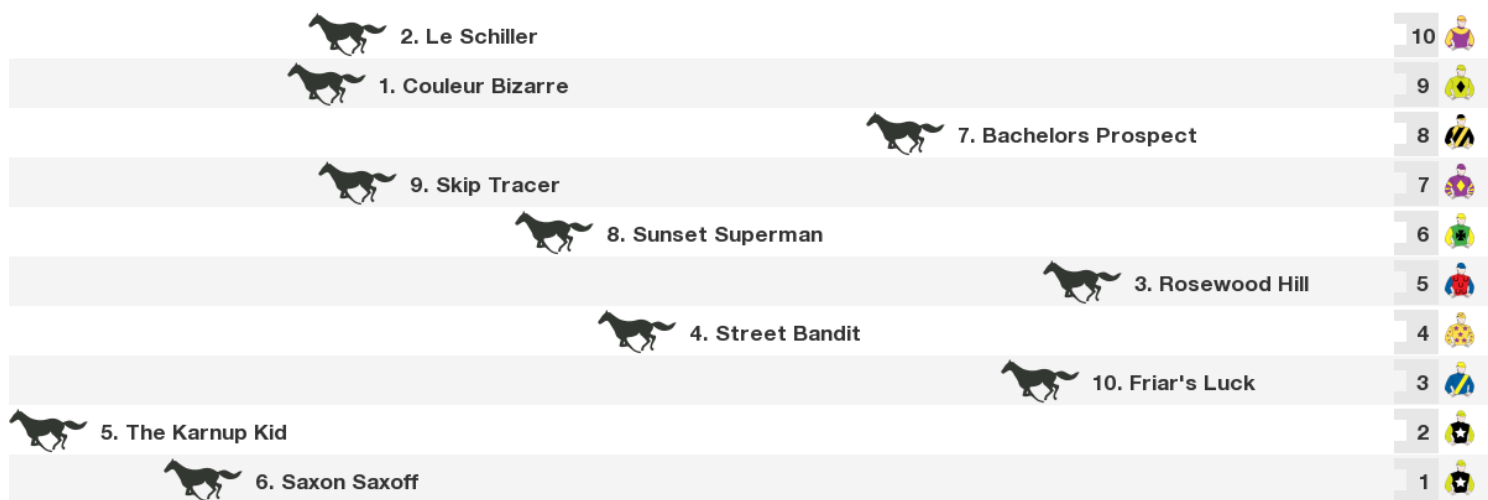 2. Le Schiller 10
1. Couleur Bizarre 9
7. Bachelors Prospect 8
9. Skip Tracer 7
8. Sunset Superman 6
3. Rosewood Hill 5
4. Street Bandit 4
10. Friar's Luck 3
5. The Karnup Kid 2
6. Saxon Saxoff 1